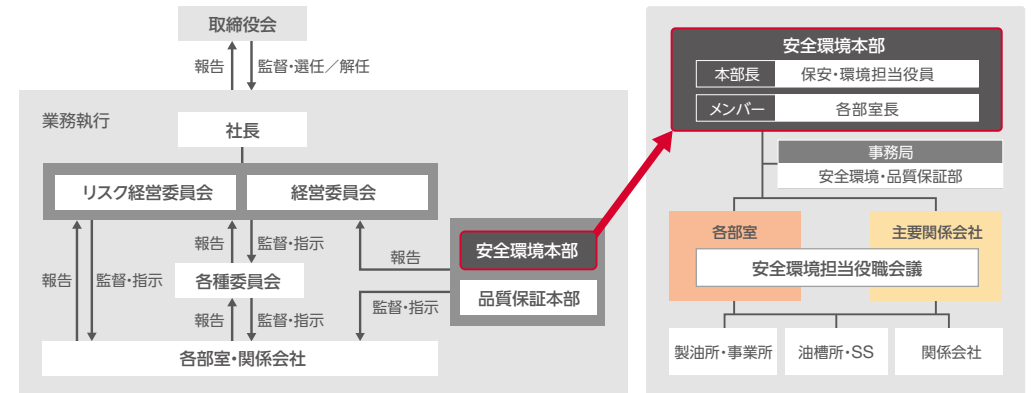 取締役会
報告
監督・選任／解任
業務執行
社長
リスク経営委員会
経営委員会
報告
監督・指示
報告
監督・指示
各種委員会
報告
監督・指示
報告
監督・指示
安全環境本部
品質保証本部
各部室・関係会社
安全環境本部
本部長
保安・環境担当役員
メンバー
各部室長
事務局
安全環境・品質保証部
各部室
主要関係会社
安全環境担当役職会議
製油所・事業所
油槽所・SS
関係会社